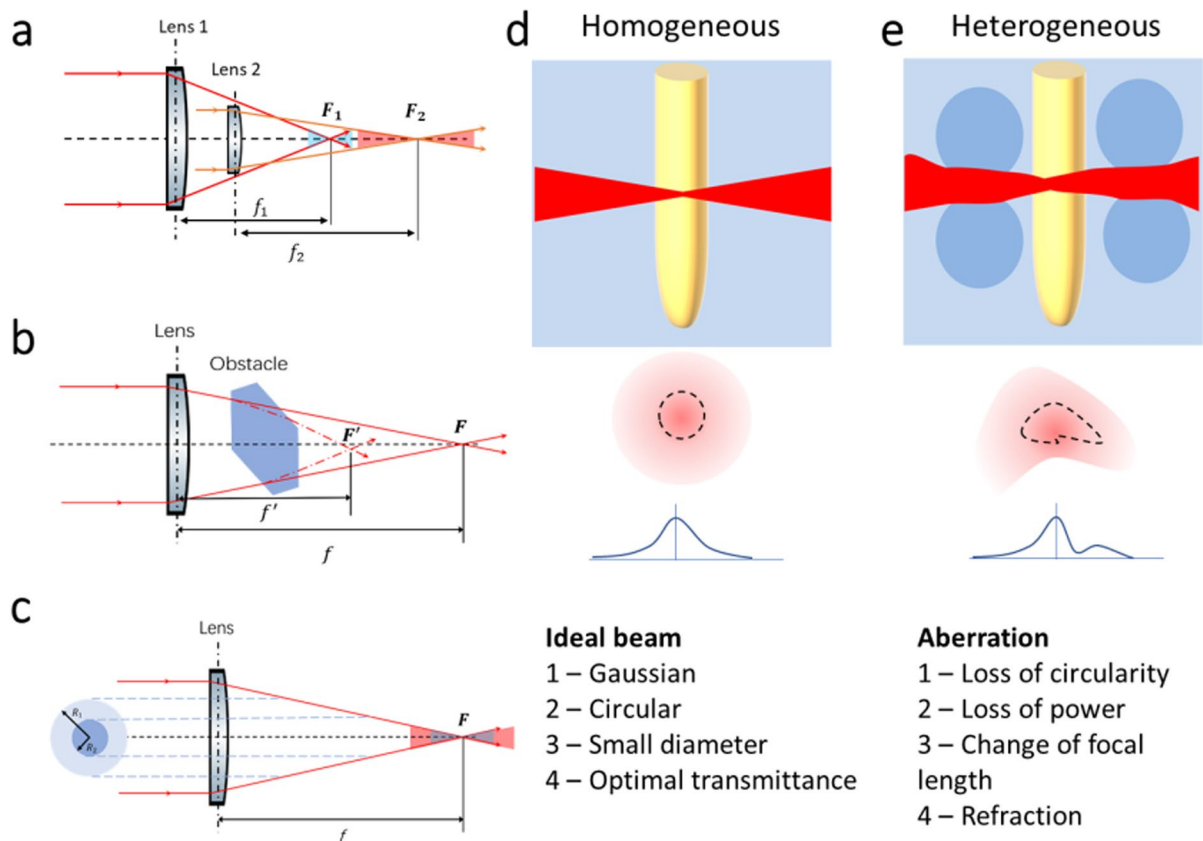 a
Lens 1
Lens 2
F₁
F₂
f₁
f₂
b
Lens
Obstacle
F'
F
f'
f
c
Lens
R₁
R₂
F
f
d
Homogeneous
Ideal beam
1 – Gaussian
2 – Circular
3 – Small diameter
4 – Optimal transmittance
e
Heterogeneous
Aberration
1 – Loss of circularity
2 – Loss of power
3 – Change of focal
length
4 – Refraction